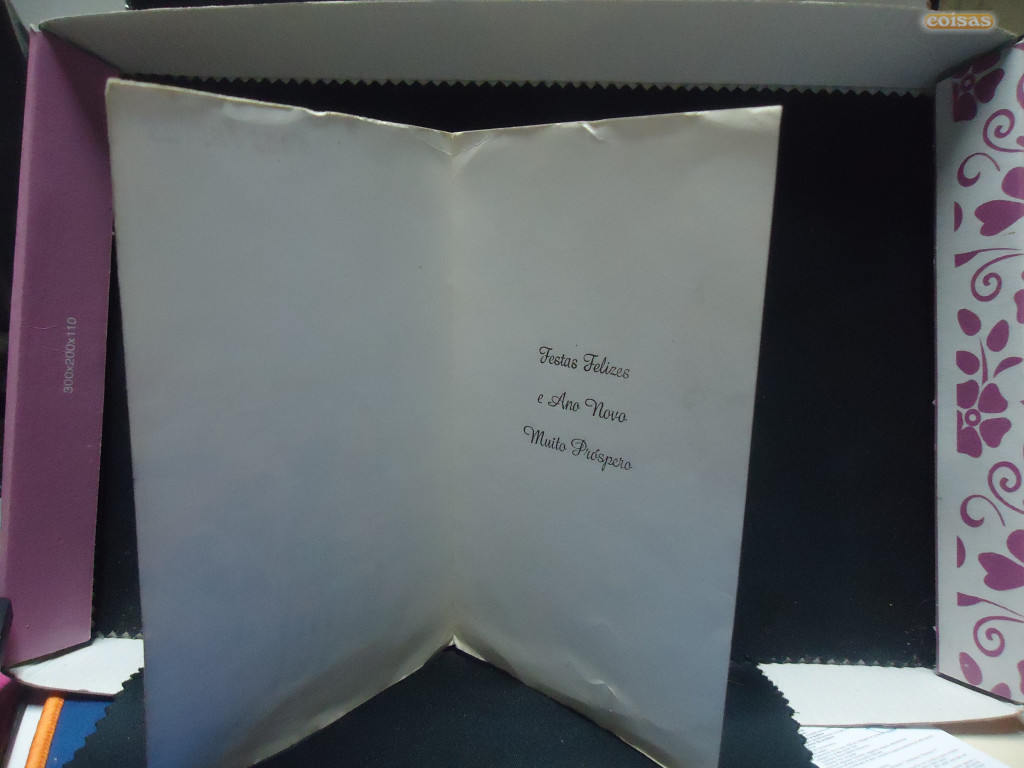 coisas
300x200x110
Festas Felizes
e Ano Novo
Muito Próspero